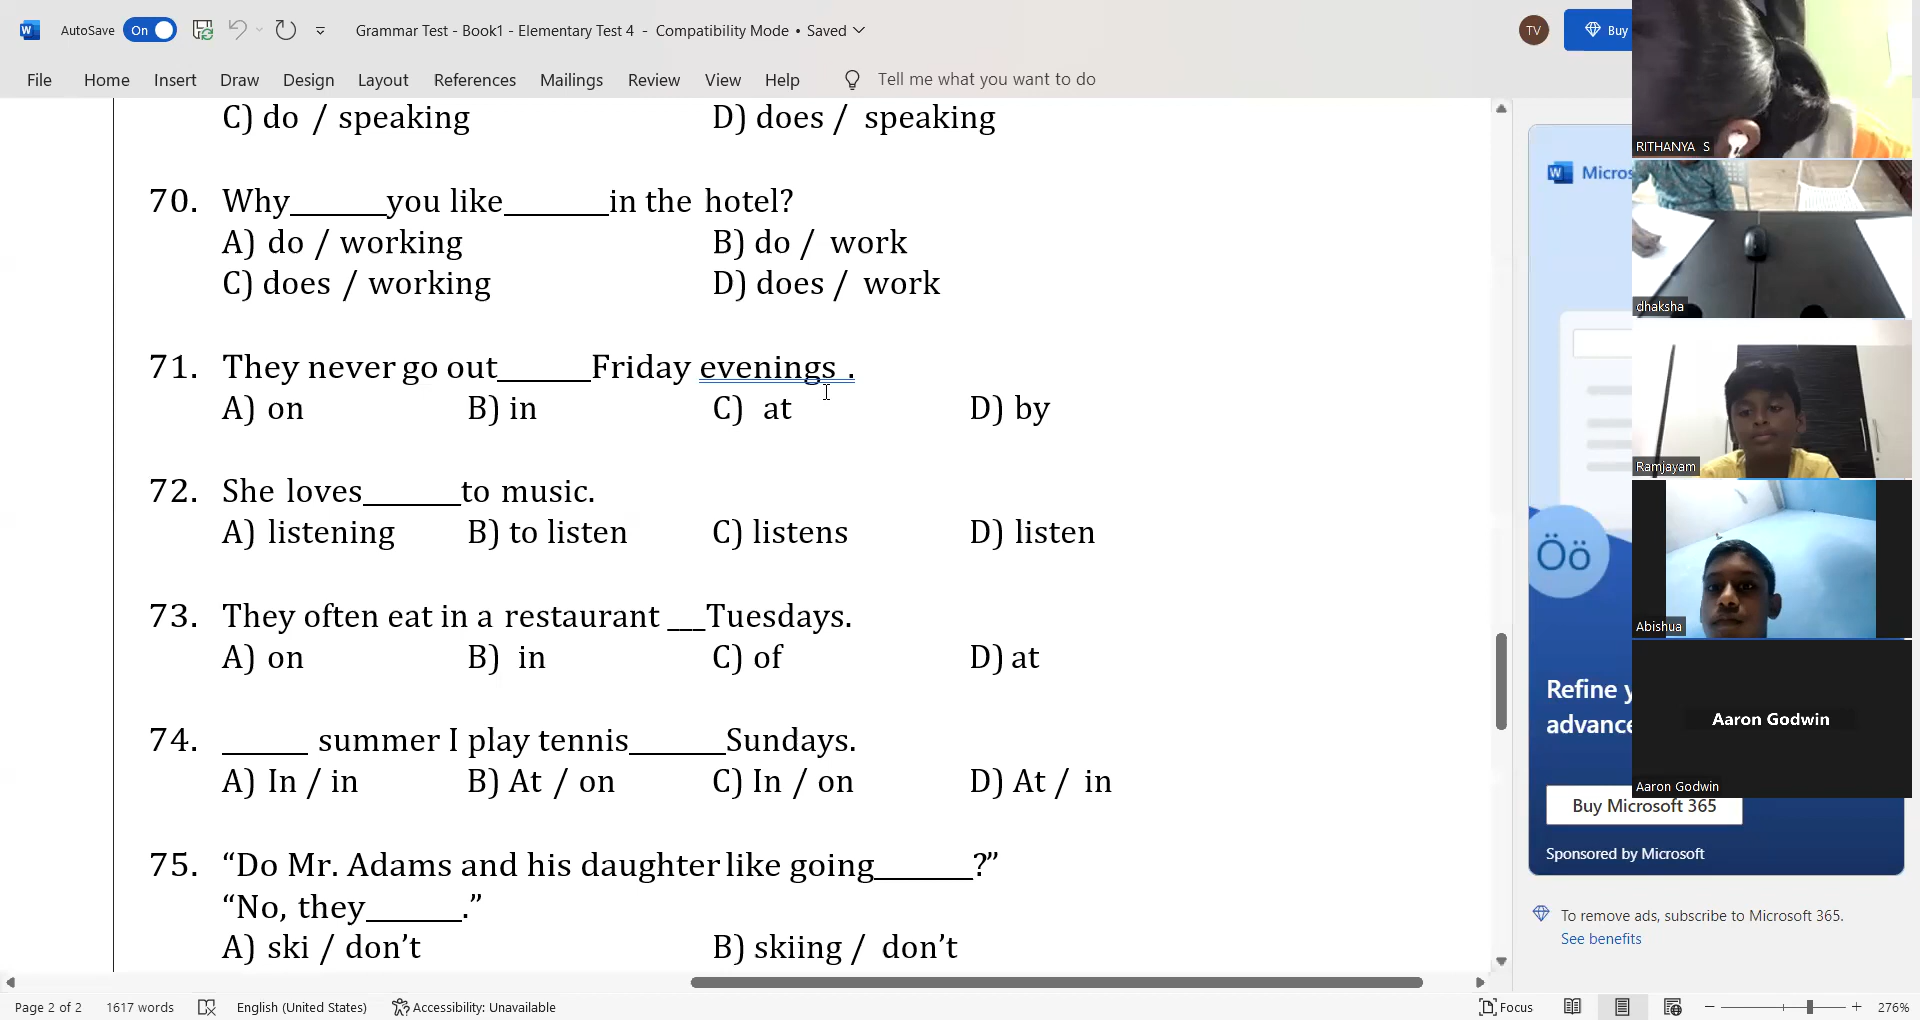 AutoSave On Grammar Test - Book1 - Elementary Test 4 - Compatibility Mode • Saved TV Buy
File Home Insert Draw Design Layout References Mailings Review View Help Tell me what you want to do
C) do / speaking D) does / speaking
70. Why______you like______in the hotel?
A) do / working B) do / work
C) does / working D) does / work
71. They never go out______Friday evenings .
A) on B) in C) at D) by
72. She loves______to music.
A) listening B) to listen C) listens D) listen
73. They often eat in a restaurant ___Tuesdays.
A) on B) in C) of D) at
74. ______ summer I play tennis______Sundays.
A) In / in B) At / on C) In / on D) At / in
75. “Do Mr. Adams and his daughter like going______?”
“No, they______.”
A) ski / don’t B) skiing / don’t
RITHANYA S
dhaksha
Ramjayam
Abishua
Aaron Godwin
Aaron Godwin
Öö
Buy Microsoft 365
Sponsored by Microsoft
To remove ads, subscribe to Microsoft 365.
See benefits
Page 2 of 2 1617 words English (United States) Accessibility: Unavailable Focus 276%